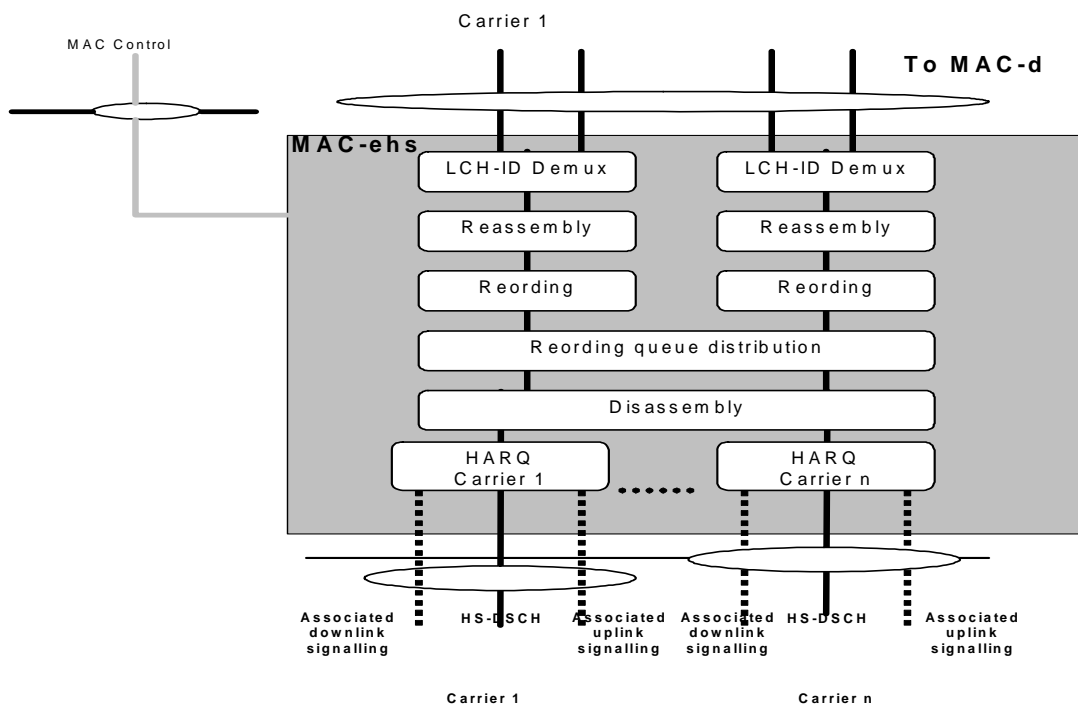 Carrier 1
MAC Control
To MAC-d
MAC-ehs
LCH-ID Demux
LCH-ID Demux
Reassembly
Reassembly
Reording
Reording
Reording queue distribution
Disassembly
HARQ
Carrier 1
HARQ
Carrier n
Associated
downlink
signalling
HS-DSCH
Associated
uplink
signalling
Associated
downlink
signalling
HS-DSCH
Associated
uplink
signalling
Carrier 1
Carrier n